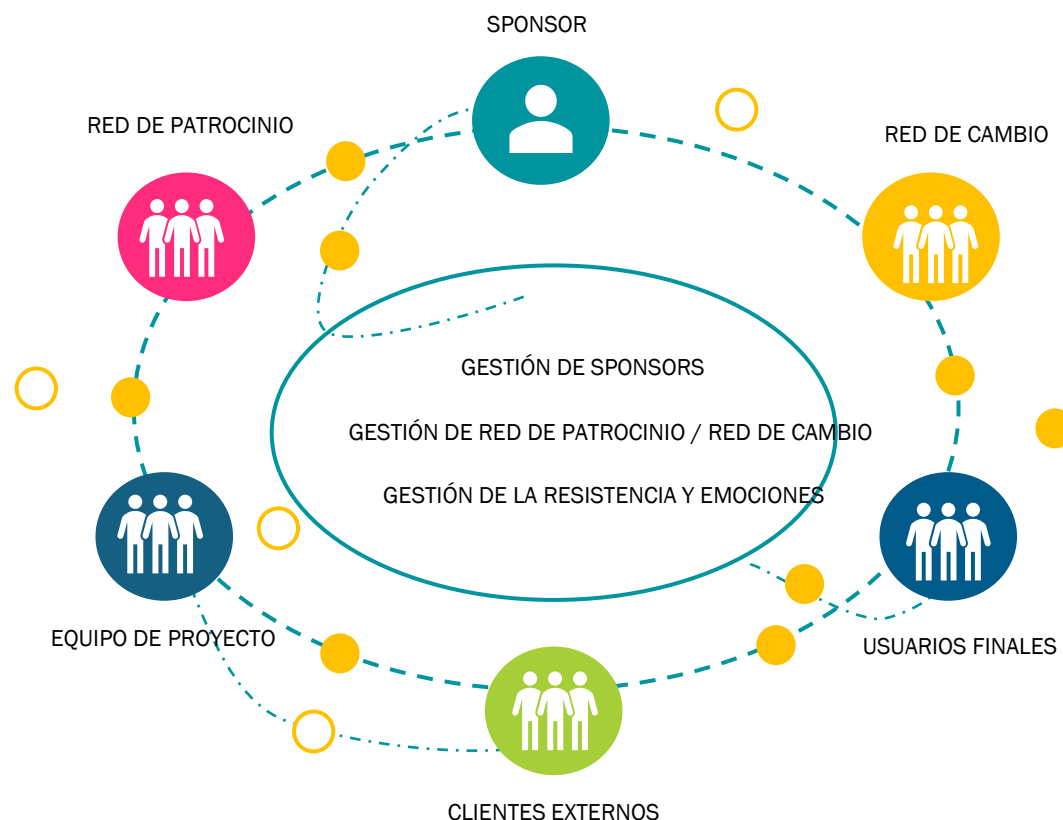 SPONSOR
RED DE PATROCINIO
RED DE CAMBIO
GESTIÓN DE SPONSORS
GESTIÓN DE RED DE PATROCINIO / RED DE CAMBIO
GESTIÓN DE LA RESISTENCIA Y EMOCIONES
EQUIPO DE PROYECTO
USUARIOS FINALES
CLIENTES EXTERNOS